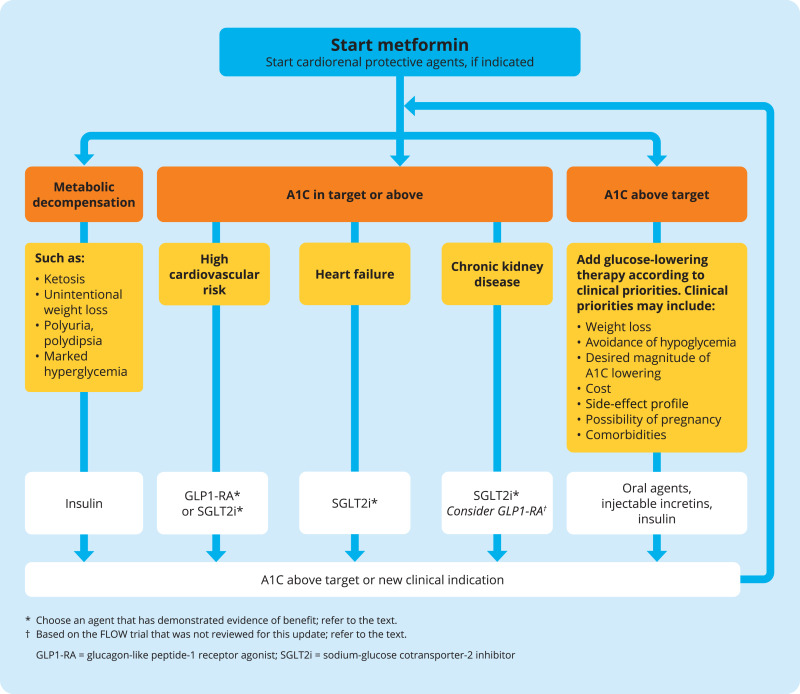 Start metformin
Start cardiorenal protective agents, if indicated
Metabolic
decompensation
A1C in target or above
A1C above target
Such as:
• Ketosis
• Unintentional
weight loss
• Polyuria,
polydipsia
• Marked
hyperglycemia
High
cardiovascular
risk
Heart failure
Chronic kidney
disease
Add glucose-lowering
therapy according to
clinical priorities. Clinical
priorities may include:
• Weight loss
• Avoidance of hypoglycemia
• Desired magnitude of
A1C lowering
• Cost
• Side-effect profile
• Possibility of pregnancy
• Comorbidities
Insulin
GLP1-RA*
or SGLT2i*
SGLT2i*
SGLT2i*
Consider GLP1-RA†
Oral agents,
injectable incretins,
insulin
A1C above target or new clinical indication
* Choose an agent that has demonstrated evidence of benefit; refer to the text.
† Based on the FLOW trial that was not reviewed for this update; refer to the text.
GLP1-RA = glucagon-like peptide-1 receptor agonist; SGLT2i = sodium-glucose cotransporter-2 inhibitor